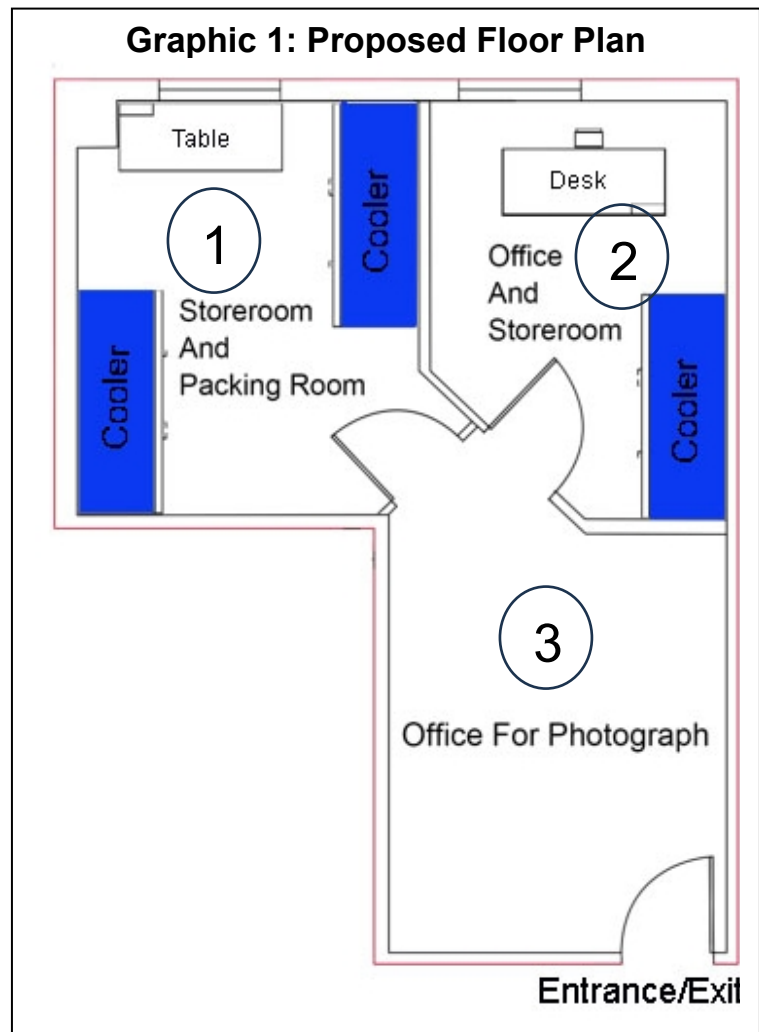 Graphic 1: Proposed Floor Plan
Table
Cooler
Desk
1
Office
And
Storeroom
2
Storeroom
And
Packing Room
Cooler
Cooler
3
Office For Photograph
Entrance/Exit